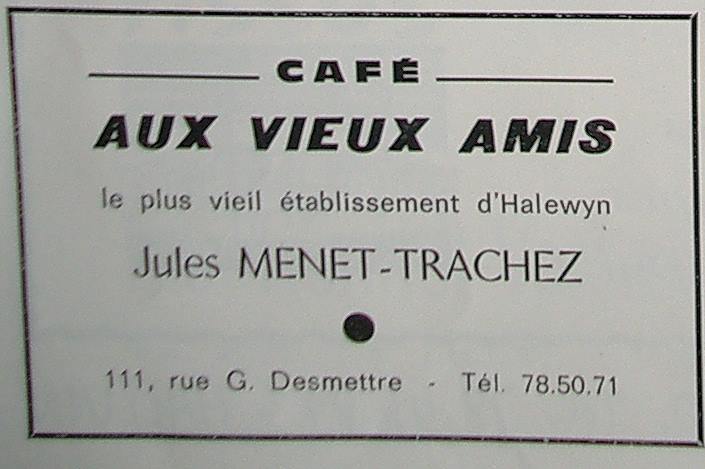 CAFÉ
AUX VIEUX AMIS
le plus vieil établissement d'Halewyn
Jules MENET-TRACHEZ
111, rue G. Desmettre - Tél. 78.50.71